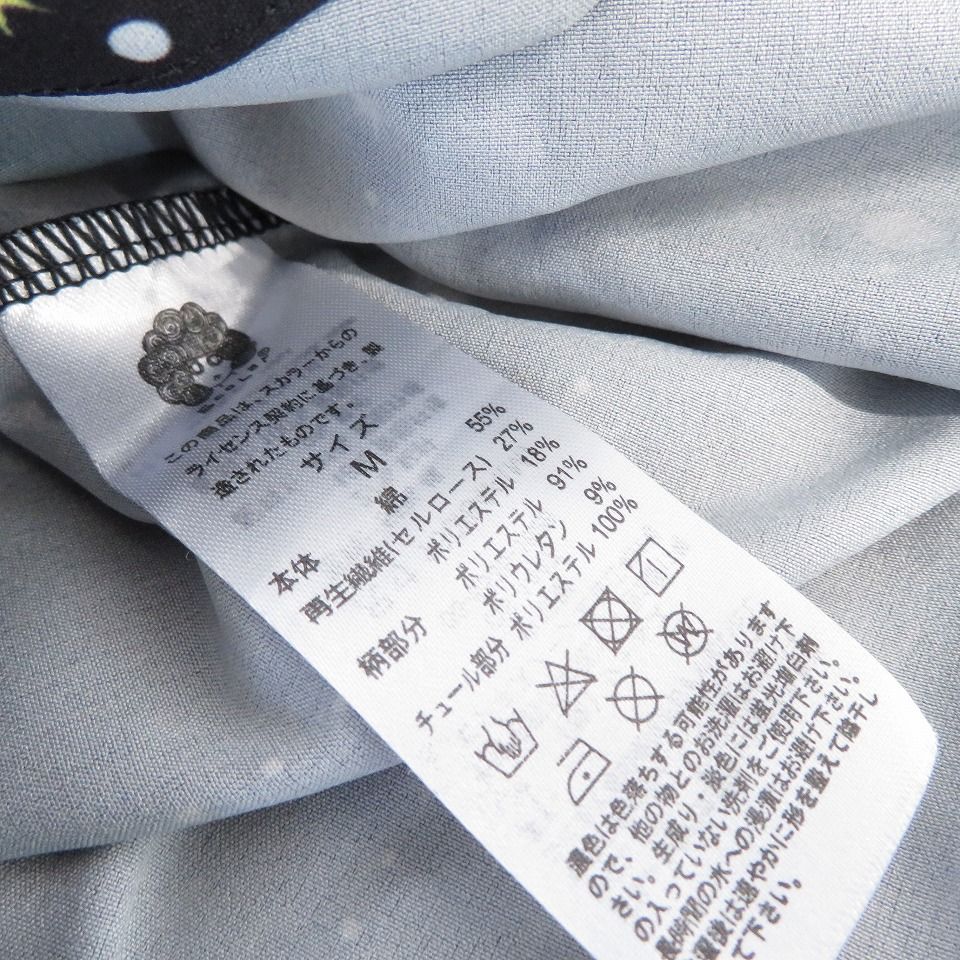 この商品は、スカラーからの
ライセンス契約に基づき、製
造されたものです。
サイズ
M
本体 綿 55%
再生繊維(セルロース) 27%
ポリエステル 18%
柄部分 ポリエステル 91%
ポリウレタン 9%
チュール部分 ポリエステル 100%
濃色は色落ちする可能性があります
ので、他の物とのお洗濯はお避け下
さい。生成り・淡色には蛍光増白剤
の入っていない洗剤をご使用下さい。
長時間の水への浸漬はお避け下さい。
濯後は速やかに形を整えて陰干し
て下さい。